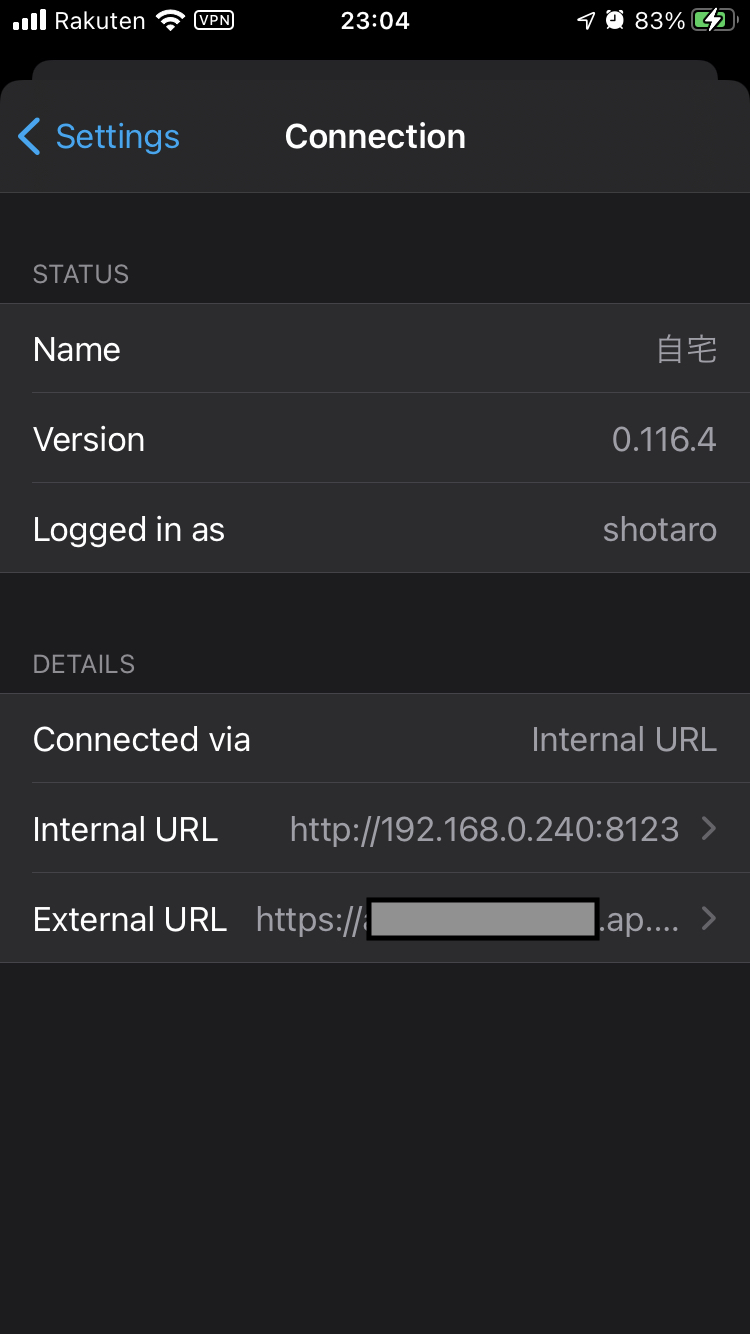 Rakuten VPN 23:04 83%
Settings Connection
STATUS
Name 自宅
Version 0.116.4
Logged in as shotaro
DETAILS
Connected via Internal URL
Internal URL http://192.168.0.240:8123
External URL https:// .ap....